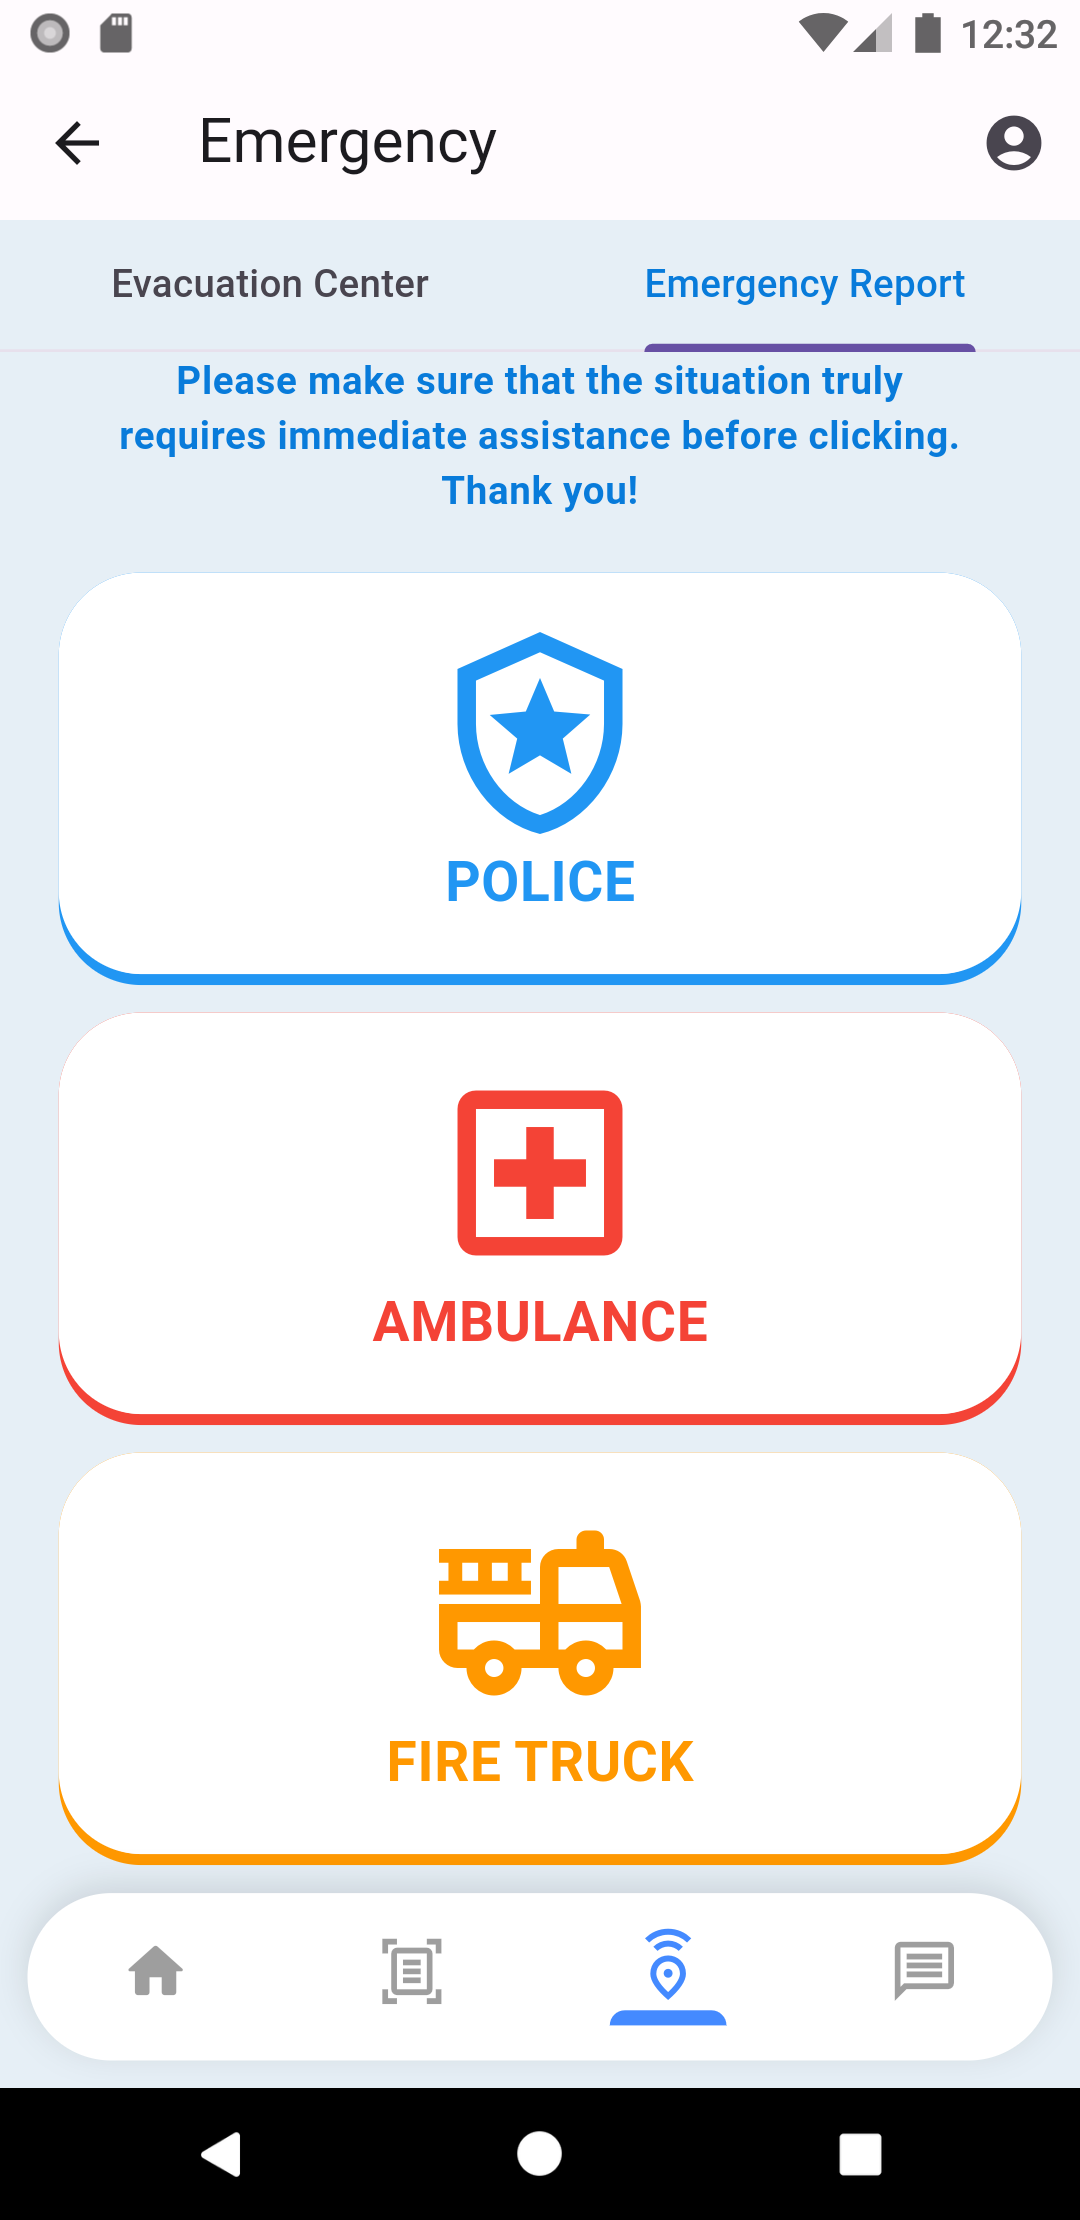 12:32
Emergency
Evacuation Center
Emergency Report
Please make sure that the situation truly
requires immediate assistance before clicking.
Thank you!
POLICE
AMBULANCE
FIRE TRUCK